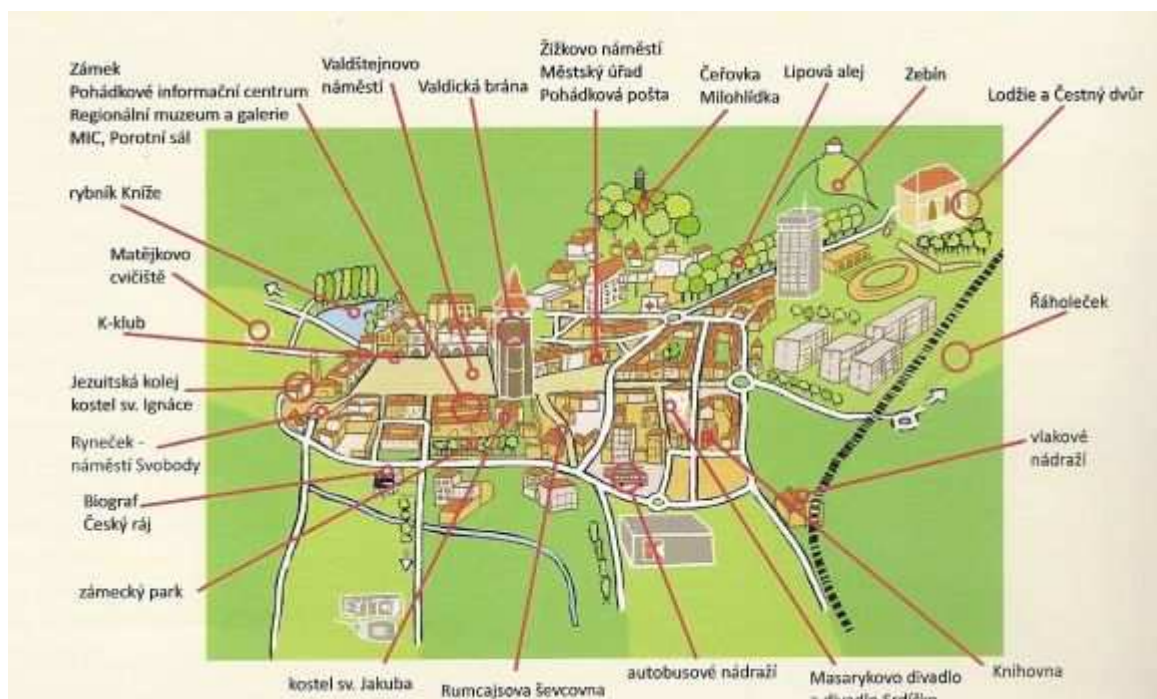 Zámek
Pohádkové informační centrum
Regionální muzeum a galerie
MIC, Porotní sál
Valdštejnovo
náměstí
Valdická brána
Žižkovo náměstí
Městský úřad
Pohádková pošta
Čeřovka
Milohlídka
Lipová alej
Zebín
Lodžie a Čestný dvůr
rybník Kníže
Matějkovo
cvičiště
K-klub
Řáholeček
Jezuitská kolej
kostel sv. Ignáce
Ryneček -
náměstí Svobody
vlakové
nádraží
Biograf
Český ráj
zámecký park
kostel sv. Jakuba
Rumcajsova ševcovna
autobusové nádraží
Masarykovo divadlo
a divadlo Srdíčko
Knihovna